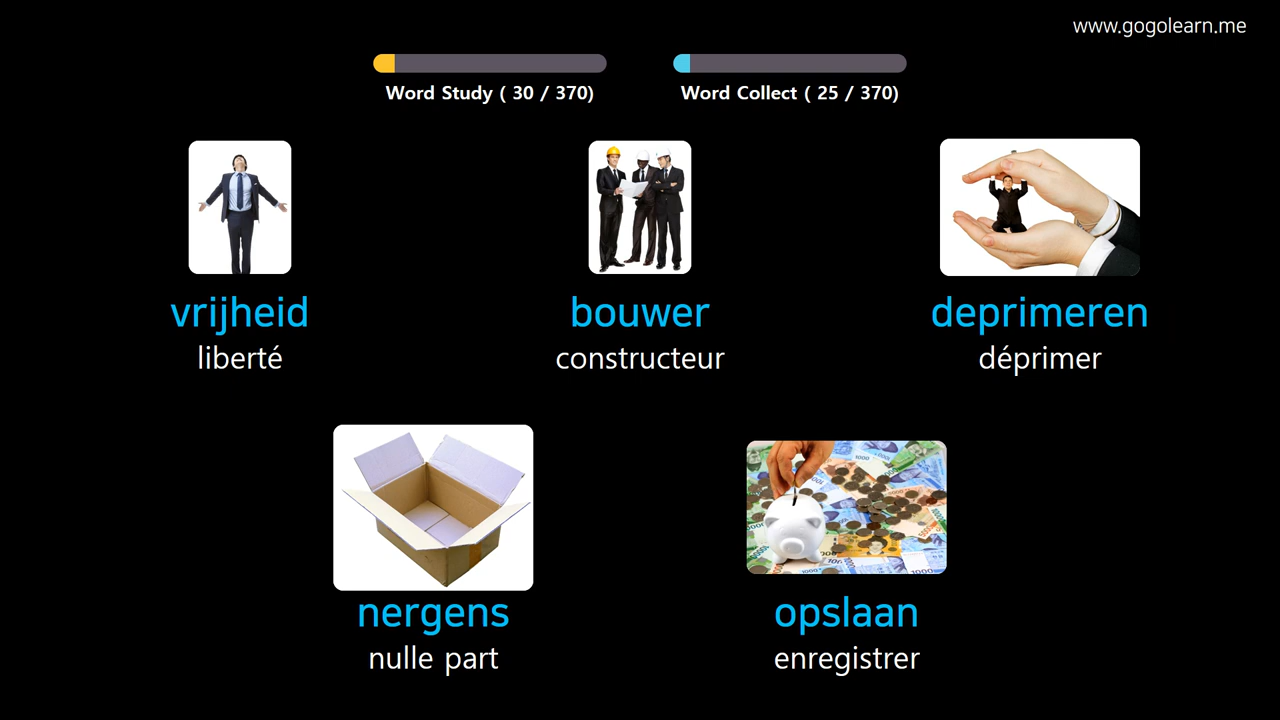 www.gogolearn.me
Word Study ( 30 / 370)
Word Collect ( 25 / 370)
vrijheid
liberté
bouwer
constructeur
deprimeren
déprimer
nergens
nulle part
opslaan
enregistrer